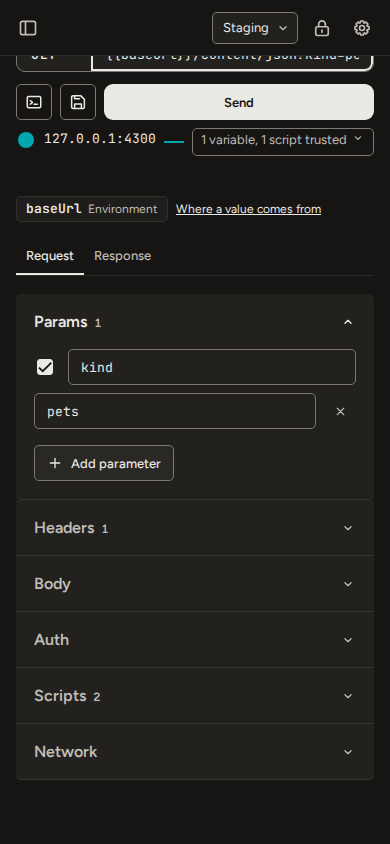 Staging
Send
127.0.0.1:4300
1 variable, 1 script trusted
baseUrl Environment Where a value comes from
Request Response
Params 1
kind
pets
Add parameter
Headers 1
Body
Auth
Scripts 2
Network